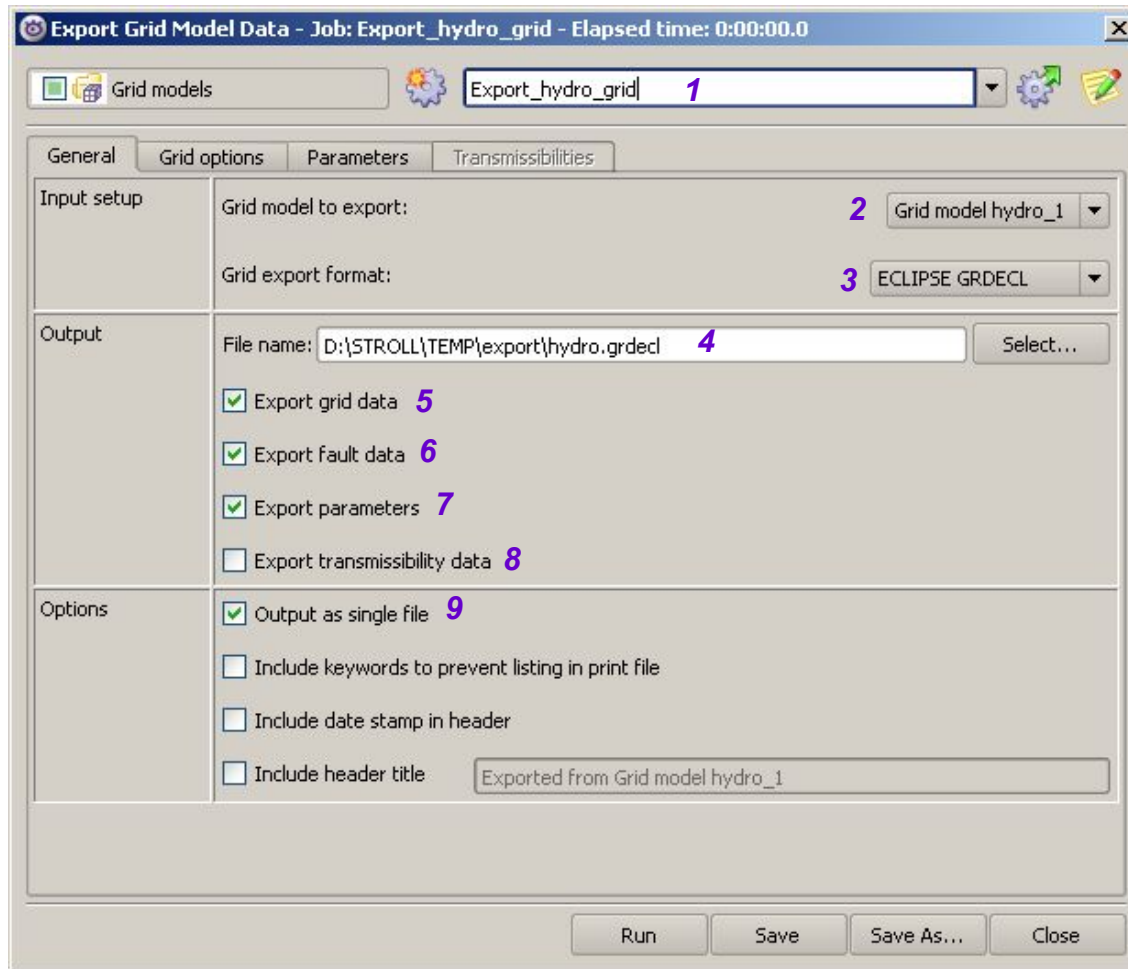 Export Grid Model Data - Job: Export_hydro_grid - Elapsed time: 0:00:00.0
Grid models
Export_hydro_grid 1
General Grid options Parameters Transmissibilities
Input setup
Grid model to export: 2 Grid model hydro_1
Grid export format: 3 ECLIPSE GRDECL
Output
File name: D:\STROLL\TEMP\export\hydro.grdecl 4 Select...
Export grid data 5
Export fault data 6
Export parameters 7
Export transmissibility data 8
Options
Output as single file 9
Include keywords to prevent listing in print file
Include date stamp in header
Include header title Exported from Grid model hydro_1
Run Save Save As... Close